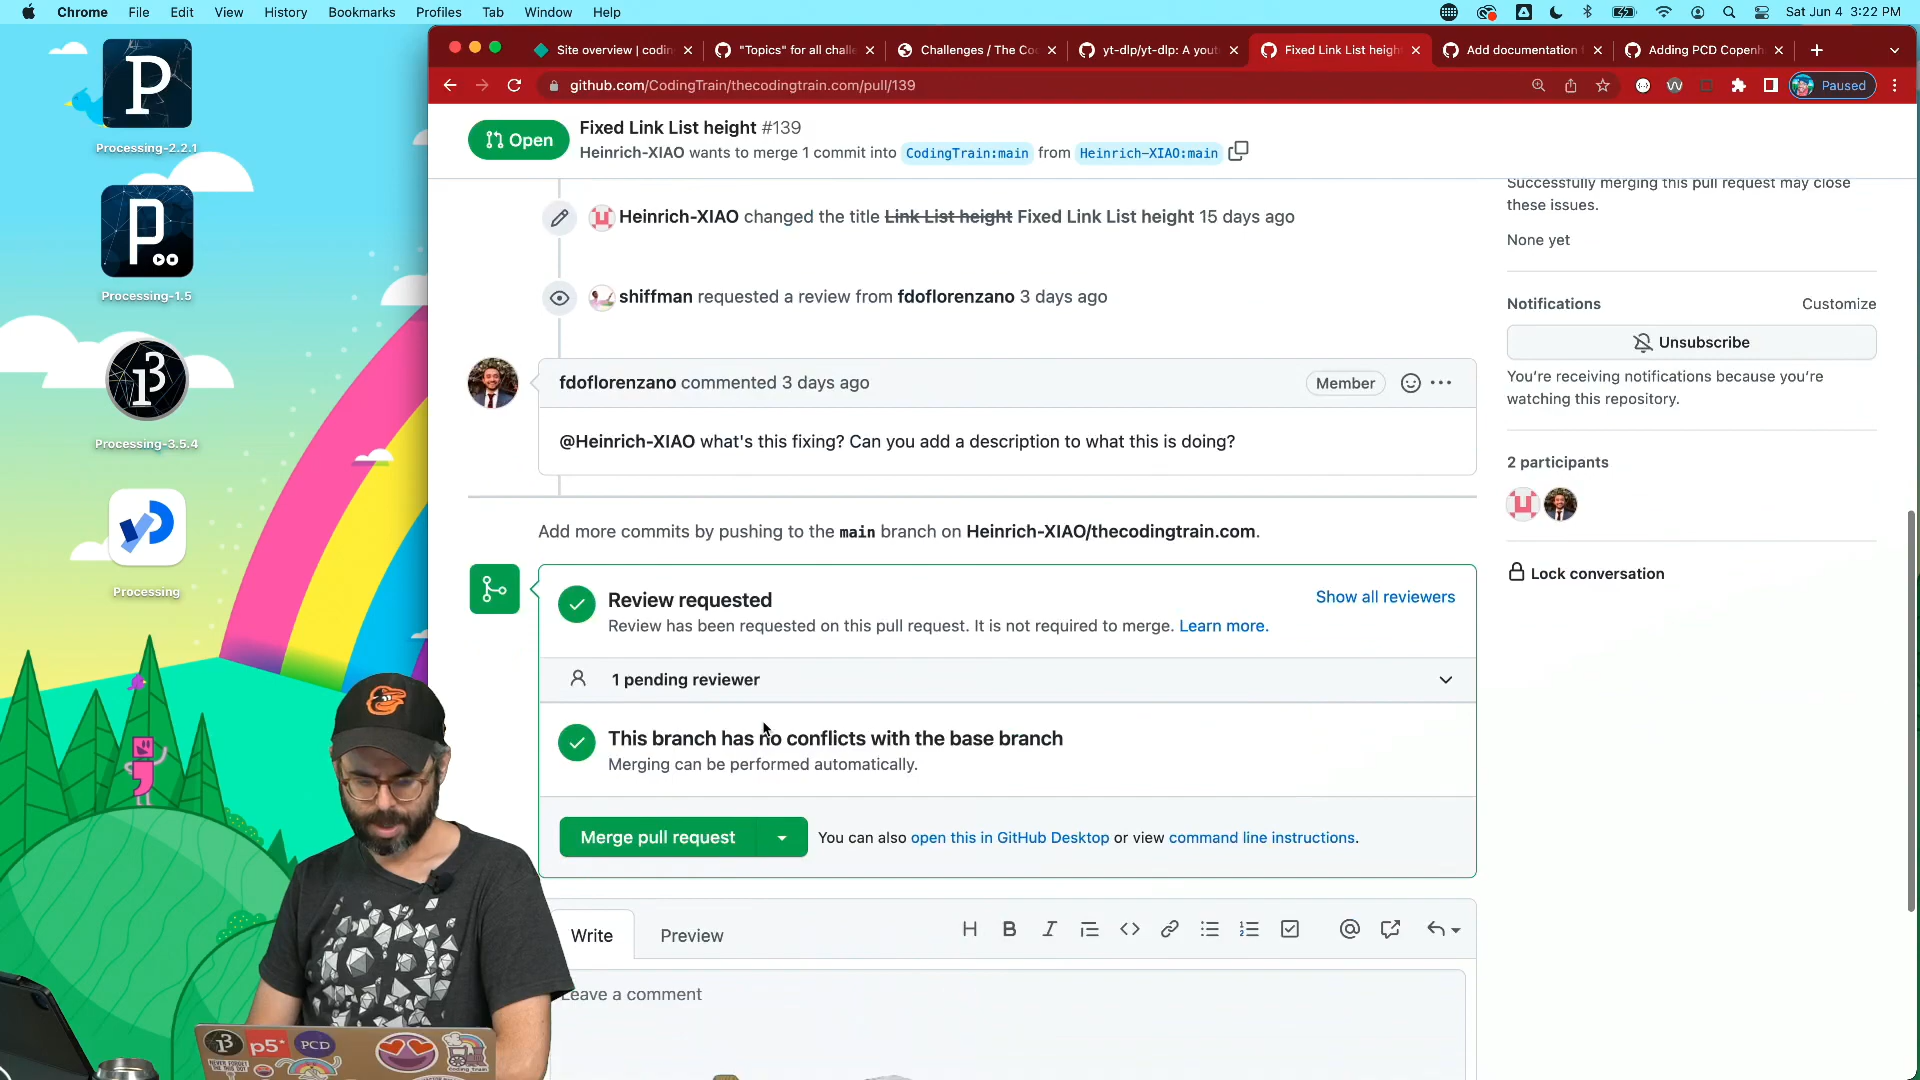 Chrome File Edit View History Bookmarks Profiles Tab Window Help Sat Jun 4 3:22 PM
Site overview | codin "Topics" for all challe Challenges / The Co yt-dlp/yt-dlp: A yout Fixed Link List heigh Add documentation Adding PCD Copenh
github.com/CodingTrain/thecodingtrain.com/pull/139 Paused
Processing-2.2.1
Processing-1.5
Processing-3.5.4
Processing
Open
Fixed Link List height #139
Heinrich-XIAO wants to merge 1 commit into CodingTrain:main from Heinrich-XIAO:main
Heinrich-XIAO changed the title Link List height Fixed Link List height 15 days ago
shiffman requested a review from fdoflorenzano 3 days ago
fdoflorenzano commented 3 days ago Member
@Heinrich-XIAO what's this fixing? Can you add a description to what this is doing?
Add more commits by pushing to the main branch on Heinrich-XIAO/thecodingtrain.com.
Review requested Show all reviewers
Review has been requested on this pull request. It is not required to merge. Learn more.
1 pending reviewer
This branch has no conflicts with the base branch
Merging can be performed automatically.
Merge pull request You can also open this in GitHub Desktop or view command line instructions.
Write Preview
Leave a comment
Successfully merging this pull request may close
these issues.
None yet
Notifications Customize
Unsubscribe
You're receiving notifications because you're
watching this repository.
2 participants
Lock conversation
p5* PCD